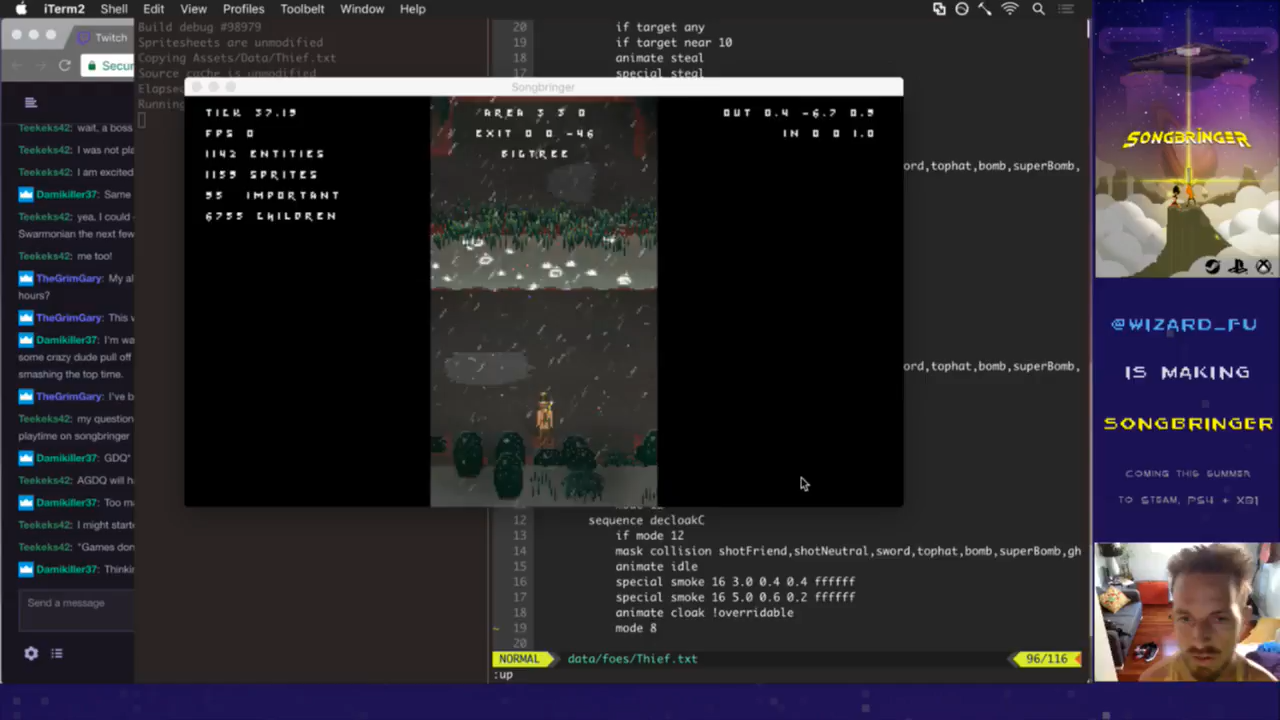 iTerm2 Shell Edit View Profiles Toolbelt Window Help
Twitch
Secur
Teekeks42: wait, a boss
Teekeks42: I was not pla
Teekeks42: I am excited
Damikiller37: Same
Teekeks42: yea, I could
Swarmonian the next few
Teekeks42: me too!
TheGrimGary: My al
hours?
TheGrimGary: This v
Damikiller37: I'm wa
some crazy dude pull off
smashing the top time.
TheGrimGary: I've b
Teekeks42: my question
playtime on songbringer
Damikiller37: GDQ*
Teekeks42: AGDQ will h
Damikiller37: Too ma
Teekeks42: I might starte
Teekeks42: "Games don
Damikiller37: Thinki
Send a message
Build debug #98979
Spritesheets are unmodified
Copying Assets/Data/Thief.txt
Source cache is unmodified
Elapse
Running
20 if target any
19 if target near 10
18 animate steal
17 special steal
Songbringer
TICK 37.19
FPS 0
1142 ENTITIES
1159 SPRITES
55 IMPORTANT
6755 CHILDREN
AREA 3 3 0
EXIT 0 0 -46
BIGTREE
OUT 0.4 -6.7 0.5
IN 0 0 1.0
ord,tophat,bomb,superBomb,
ord,tophat,bomb,superBomb,
12 sequence decloakC
13 if mode 12
14 mask collision shotFriend,shotNeutral,sword,tophat,bomb,superBomb,gh
15 animate idle
16 special smoke 16 3.0 0.4 0.4 ffffff
17 special smoke 16 5.0 0.6 0.2 ffffff
18 animate cloak !overridable
19 mode 8
20
NORMAL data/foes/Thief.txt 96/116
:up
SONGBRINGER
@WIZARD_FU
IS MAKING
SONGBRINGER
COMING THIS SUMMER
TO STEAM, PS4 + XB1